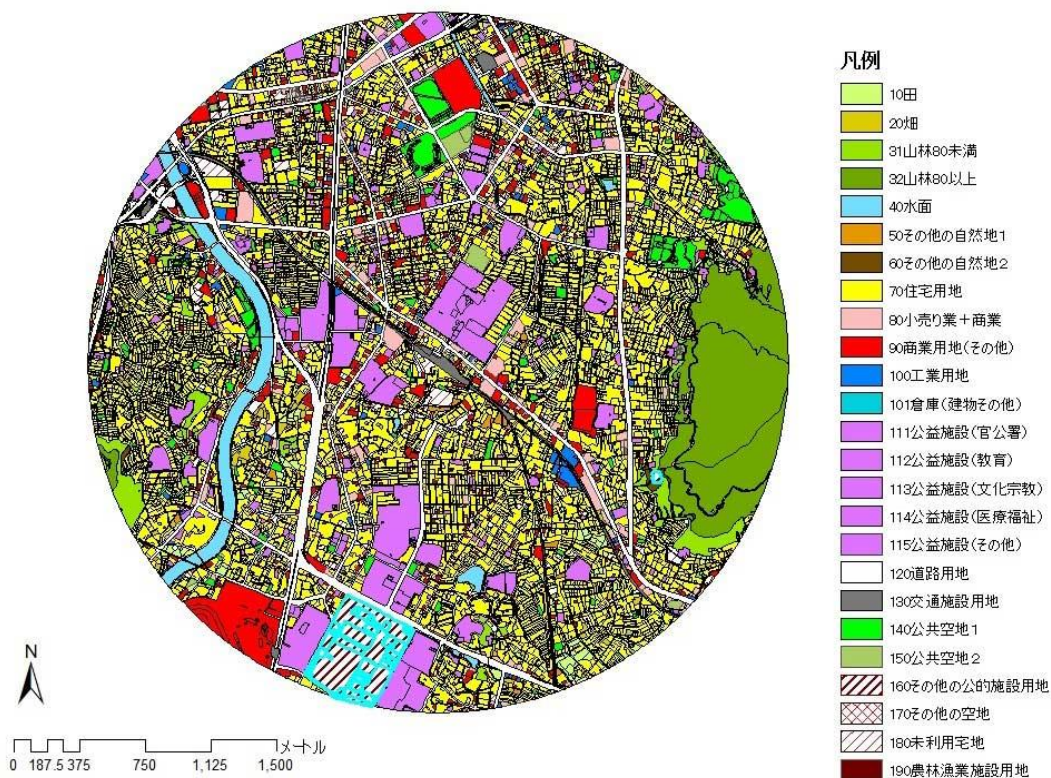 凡例
10田
20畑
31山林80未満
32山林80以上
40水面
50その他の自然地1
60その他の自然地2
70住宅用地
80小売り業+商業
90商業用地(その他)
100工業用地
101倉庫(建物その他)
111公益施設(官公署)
112公益施設(教育)
113公益施設(文化宗教)
114公益施設(医療福祉)
115公益施設(その他)
120道路用地
130交通施設用地
140公共空地1
150公共空地2
160その他の公的施設用地
170その他の空地
180未利用宅地
190農林漁業施設用地
N
メートル
0 187.5 375 750 1,125 1,500